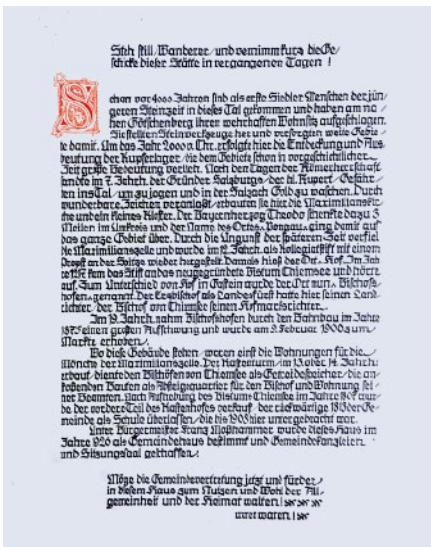 Steh still, Wanderer, und vernimm kurz die Ge/
schicke dieser Stätte in vergangenen Tagen !
Schon vor 4000 Jahren sind als erste Siedler Menschen der jün/
geren Steinzeit in dieses Tal gekommen und haben am na/
hen Götschenberg ihren wehrhaften Wohnsitz aufgeschlagen.
Sie stellten Steinwerkzeuge her und versorgten weite Gebie/
te damit. Um das Jahr 2000 v. Chr. erfolgte hier die Entdeckung und Aus/
beutung der Kupferlager, die dem Gebiete schon in vorgeschichtlicher
Zeit große Bedeutung verlieh. Nach den Tagen der Römerherrschaft
sandte im 7. Jahrh. der Gründer Salzburgs, der hl. Rupert, Gefähr/
ten ins Tal, um zu jagen und in der Salzach Gold zu waschen. Durch
wunderbare Zeichen veranlaßt, erbauten sie hier die Maximilianskir/
che und ein kleines Kloster. Der Bayernherzog Theodo schenkte dazu 3
Meilen im Umkreis und der Name des Ortes, Pongau, ging damit auf
das ganze Gebiet über. Durch die Ungunst der späteren Zeit verfiel
die Maximilianszelle und wurde im 12. Jahrh. als Kollegiatstift mit einem
Propst an der Spitze wieder hergestellt. Damals hieß der Ort, Hof. Im Jah
re kam das Stift an das neugegründete Bistum Chiemsee und hörte
auf. Zum Unterschied von Hof in Gastein wurde der Ort nun, Bischofs/
hofen, genannt. Der Erzbischof als Landesfürst hatte hier seinen Land/
richter, der Bischof von Chiemsee seinen Hofmarksrichter.
Im 19. Jahrh. nahm Bischofshofen durch den Bahnbau im Jahre
1875 einen großen Aufschwung und wurde am 9. Februar 1900 zum
Markte erhoben.
Wo diese Gebäude stehen, waren einst die Wohnungen für die
Mönche der Maximilianszelle. Der Kastenturm, im 13. oder 14. Jahrh.
erbaut, diente den Bischöfen von Chiemsee als Getreidespeicher, die an/
stoßenden Bauten als Absteigquartier für den Bischof und Wohnung sei/
ner Beamten. Nach Aufhebung des Bistums Chiemsee im Jahre 1807 wur/
de der vordere Teil des Kastenhofes verkauft, der rückwärtige der Ge/
meinde als Schule überlassen, die bis 1903 hier untergebracht war.
Unter Bürgermeister Franz Moßhammer wurde dieses Haus im
Jahre 1926 als Gemeindehaus bestimmt und Gemeindekanzleien
und Sitzungssaal geschaffen.
Möge die Gemeindevertretung jetzt und fürder
in diesem Haus zum Nutzen und Wohl der All/
gemeinheit und der Heimat walten !